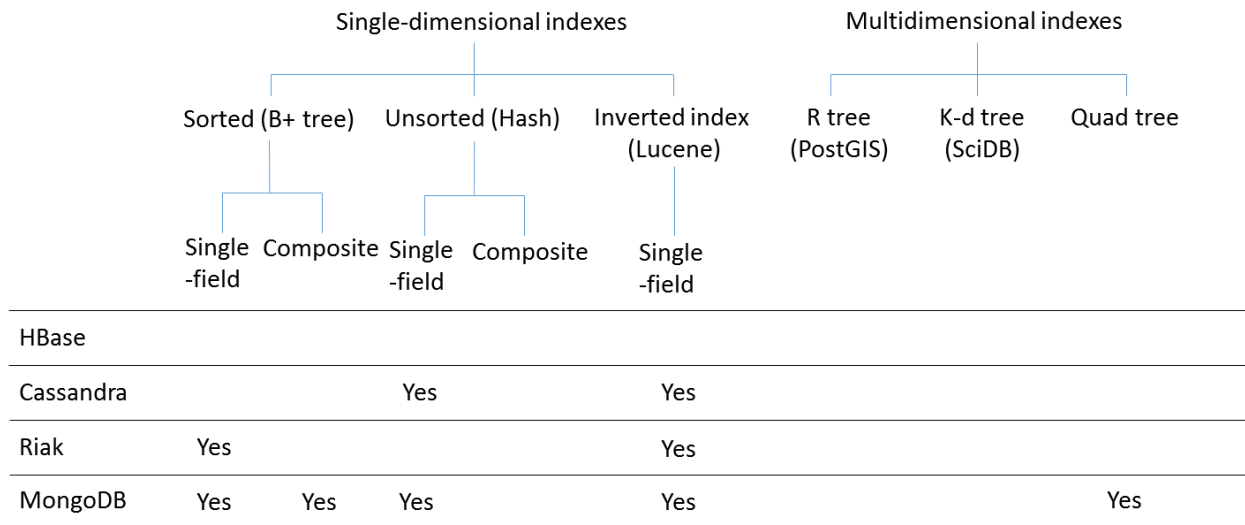 Single-dimensional indexes Multidimensional indexes
Sorted (B+ tree) Unsorted (Hash) Inverted index R tree K-d tree Quad tree
(Lucene) (PostGIS) (SciDB)
Single Composite Single Composite Single
-field -field -field
HBase
Cassandra Yes Yes
Riak Yes Yes
MongoDB Yes Yes Yes Yes Yes